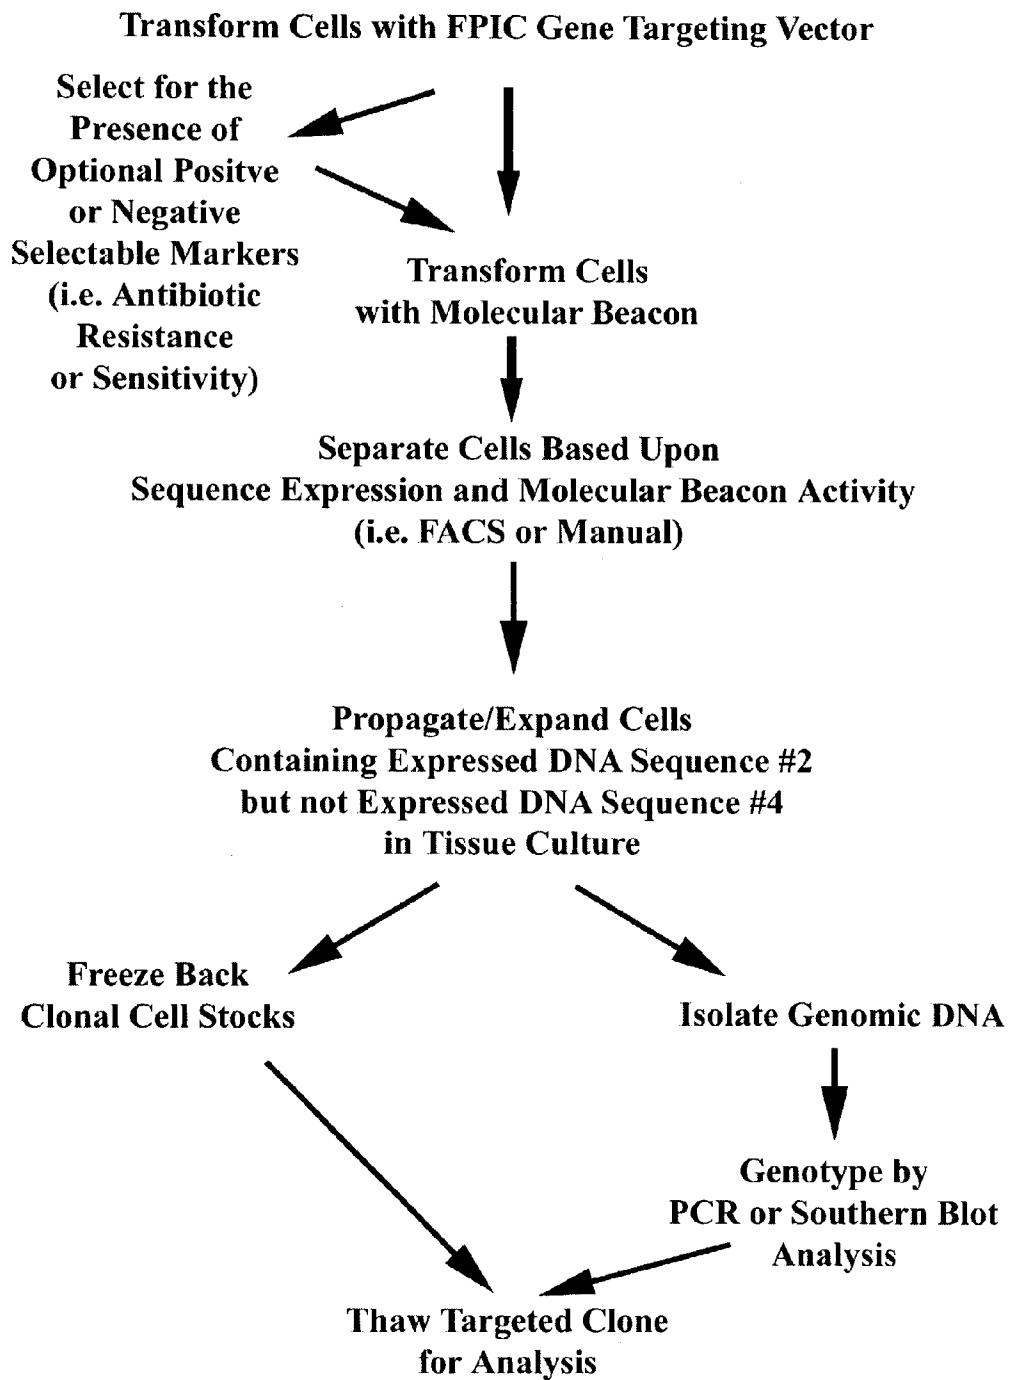 Transform Cells with FPIC Gene Targeting Vector
Select for the
Presence of
Optional Positve
or Negative
Selectable Markers
(i.e. Antibiotic
Resistance
or Sensitivity)
Transform Cells
with Molecular Beacon
Separate Cells Based Upon
Sequence Expression and Molecular Beacon Activity
(i.e. FACS or Manual)
Propagate/Expand Cells
Containing Expressed DNA Sequence #2
but not Expressed DNA Sequence #4
in Tissue Culture
Freeze Back
Clonal Cell Stocks
Isolate Genomic DNA
Genotype by
PCR or Southern Blot
Analysis
Thaw Targeted Clone
for Analysis